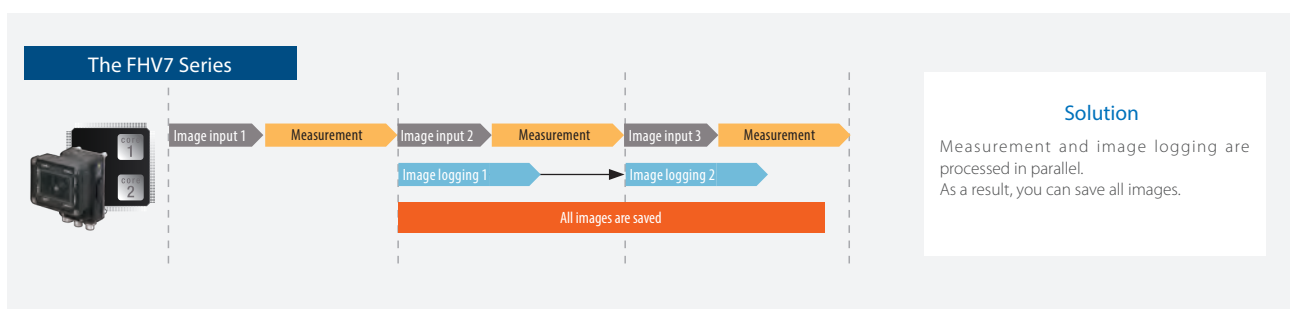 The FHV7 Series
core
1
core
2
Image input 1
Measurement
Image input 2
Measurement
Image input 3
Measurement
Image logging 1
Image logging 2
All images are saved
Solution
Measurement and image logging are
processed in parallel.
As a result, you can save all images.